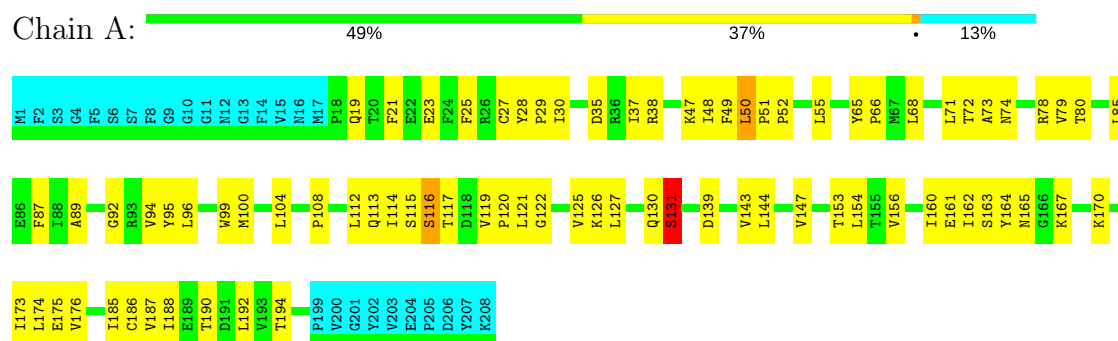 Chain A:
49% 37% • 13%
M1 F2 S3 G4 F5 S6 S7 F8 G9 G10 G11 N12 G13 F14 V15 N16 M17 P18 Q19 T20 F21 E22 E23 F24 F25 R26 C27 Y28 P29 I30 D35 R36 I37 R38 K47 I48 F49 L50 P51 P52 L55 Y65 P66 M67 L68 L71 T72 A73 N74 R78 V79 T80 L85
E86 F87 I88 A89 G92 R93 V94 Y95 L96 W99 M100 L104 P108 L112 Q113 I114 S115 S116 T117 D118 V119 P120 L121 G122 V125 K126 L127 Q130 S131 D139 V143 L144 V147 T153 L154 T155 V156 I160 E161 I162 S163 Y164 N165 G166 K167 K170
I173 L174 E175 V176 I185 C186 V187 I188 E189 T190 D191 L192 V193 T194 P199 V200 G201 Y202 V203 E204 P205 D206 Y207 K208